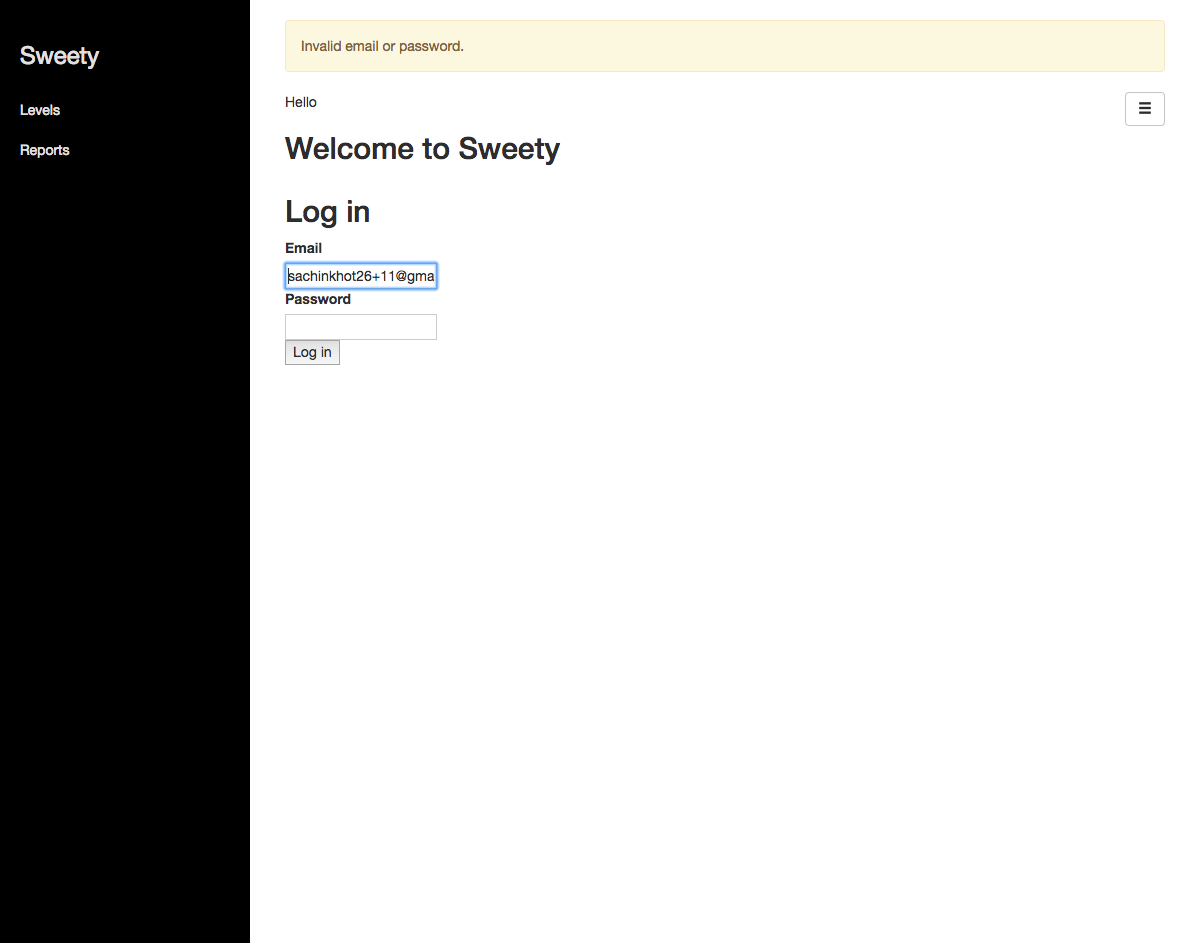 Sweety
Levels
Reports
Invalid email or password.
Hello
Welcome to Sweety
Log in
Email
sachinkhot26+11@gma
Password
Log in